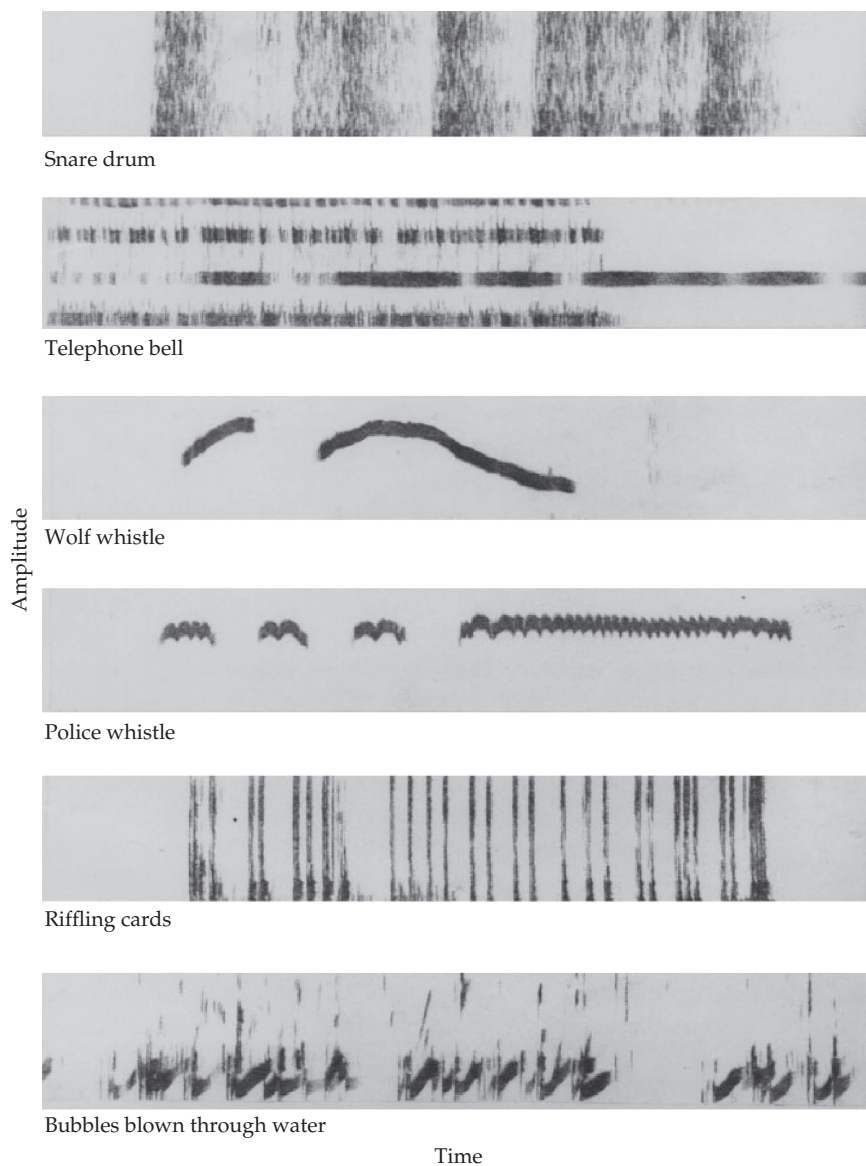 Snare drum
Telephone bell
Wolf whistle
Amplitude
Police whistle
Riffling cards
Bubbles blown through water
Time